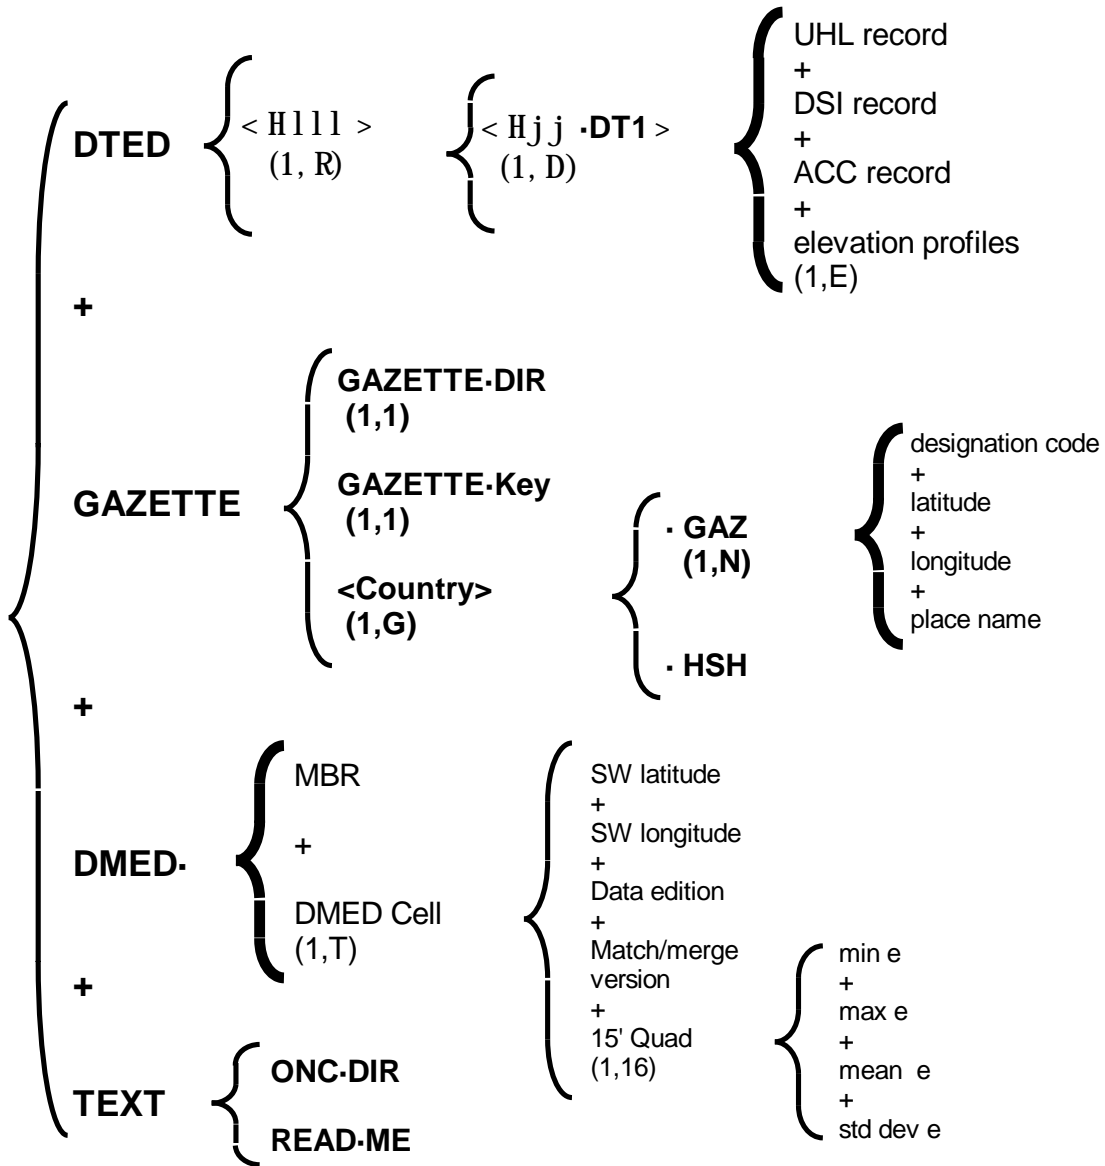 DTED
< Hlll >
(1, R)
< Hjj ·DT1 >
(1, D)
UHL record
+
DSI record
+
ACC record
+
elevation profiles
(1,E)
+
GAZETTE
GAZETTE·DIR
(1,1)
GAZETTE·Key
(1,1)
<Country>
(1,G)
· GAZ
(1,N)
· HSH
designation code
+
latitude
+
longitude
+
place name
+
DMED·
MBR
+
DMED Cell
(1,T)
SW latitude
+
SW longitude
+
Data edition
+
Match/merge
version
+
15' Quad
(1,16)
min e
+
max e
+
mean e
+
std dev e
+
TEXT
ONC·DIR
READ·ME